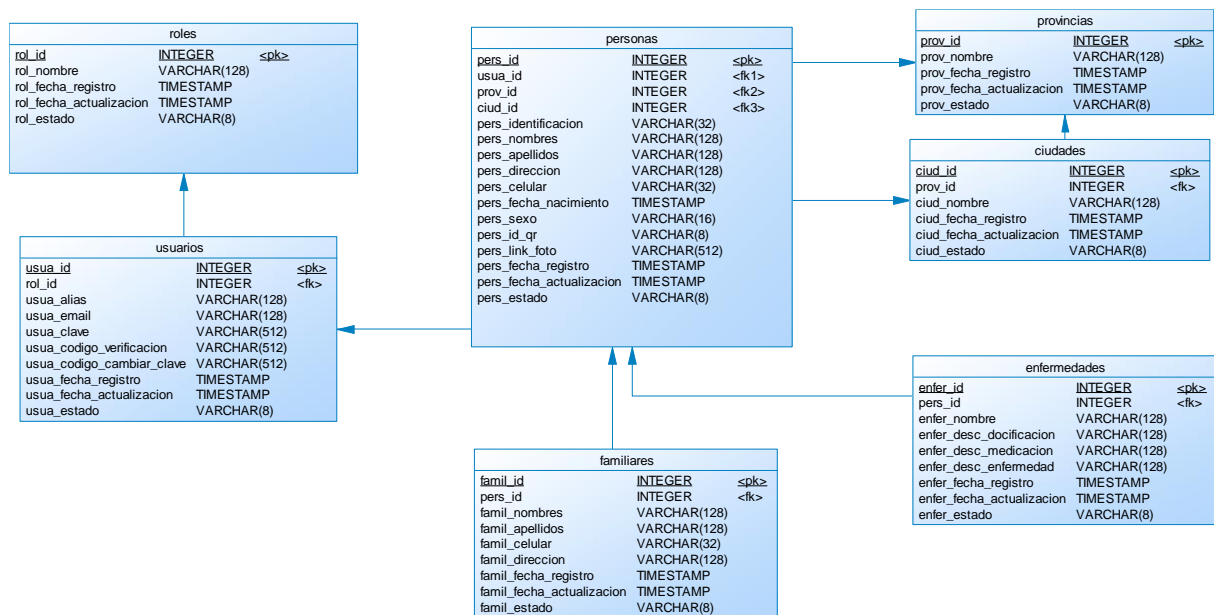 roles
rol_id INTEGER <pk>
rol_nombre VARCHAR(128)
rol_fecha_registro TIMESTAMP
rol_fecha_actualizacion TIMESTAMP
rol_estado VARCHAR(8)
usuarios
usua_id INTEGER <pk>
rol_id INTEGER <fk>
usua_alias VARCHAR(128)
usua_email VARCHAR(128)
usua_clave VARCHAR(512)
usua_codigo_verificacion VARCHAR(512)
usua_codigo_cambiar_clave VARCHAR(512)
usua_fecha_registro TIMESTAMP
usua_fecha_actualizacion TIMESTAMP
usua_estado VARCHAR(8)
personas
pers_id INTEGER <pk>
usua_id INTEGER <fk1>
prov_id INTEGER <fk2>
ciud_id INTEGER <fk3>
pers_identificacion VARCHAR(32)
pers_nombres VARCHAR(128)
pers_apellidos VARCHAR(128)
pers_direccion VARCHAR(128)
pers_celular VARCHAR(32)
pers_fecha_nacimiento TIMESTAMP
pers_sexo VARCHAR(16)
pers_id_qr VARCHAR(8)
pers_link_foto VARCHAR(512)
pers_fecha_registro TIMESTAMP
pers_fecha_actualizacion TIMESTAMP
pers_estado VARCHAR(8)
familiares
famil_id INTEGER <pk>
pers_id INTEGER <fk>
famil_nombres VARCHAR(128)
famil_apellidos VARCHAR(128)
famil_celular VARCHAR(32)
famil_direccion VARCHAR(128)
famil_fecha_registro TIMESTAMP
famil_fecha_actualizacion TIMESTAMP
famil_estado VARCHAR(8)
provincias
prov_id INTEGER <pk>
prov_nombre VARCHAR(128)
prov_fecha_registro TIMESTAMP
prov_fecha_actualizacion TIMESTAMP
prov_estado VARCHAR(8)
ciudades
ciud_id INTEGER <pk>
prov_id INTEGER <fk>
ciud_nombre VARCHAR(128)
ciud_fecha_registro TIMESTAMP
ciud_fecha_actualizacion TIMESTAMP
ciud_estado VARCHAR(8)
enfermedades
enfer_id INTEGER <pk>
pers_id INTEGER <fk>
enfer_nombre VARCHAR(128)
enfer_desc_docificacion VARCHAR(128)
enfer_desc_medicacion VARCHAR(128)
enfer_desc_enfermedad VARCHAR(128)
enfer_fecha_registro TIMESTAMP
enfer_fecha_actualizacion TIMESTAMP
enfer_estado VARCHAR(8)